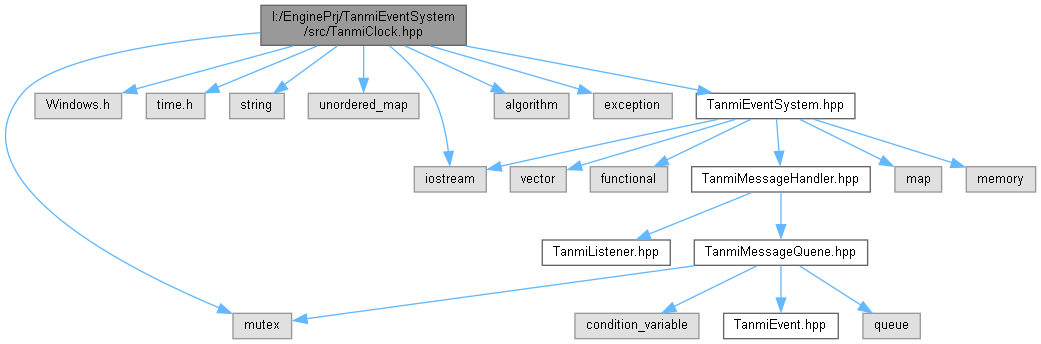 I:/EnginePrj/TanmiEventSystem
/src/TanmiClock.hpp
Windows.h
time.h
string
unordered_map
algorithm
exception
TanmiEventSystem.hpp
iostream
vector
functional
TanmiMessageHandler.hpp
map
memory
TanmiListener.hpp
TanmiMessageQuene.hpp
mutex
condition_variable
TanmiEvent.hpp
queue